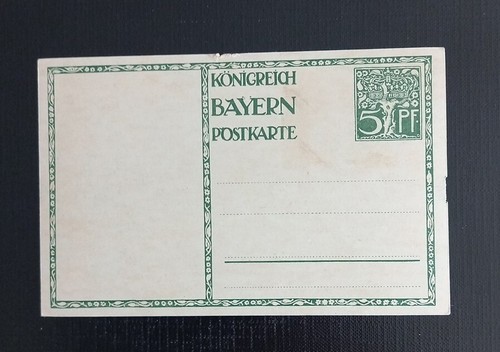 KÖNIGREICH
BAYERN
POSTKARTE
5 PF.